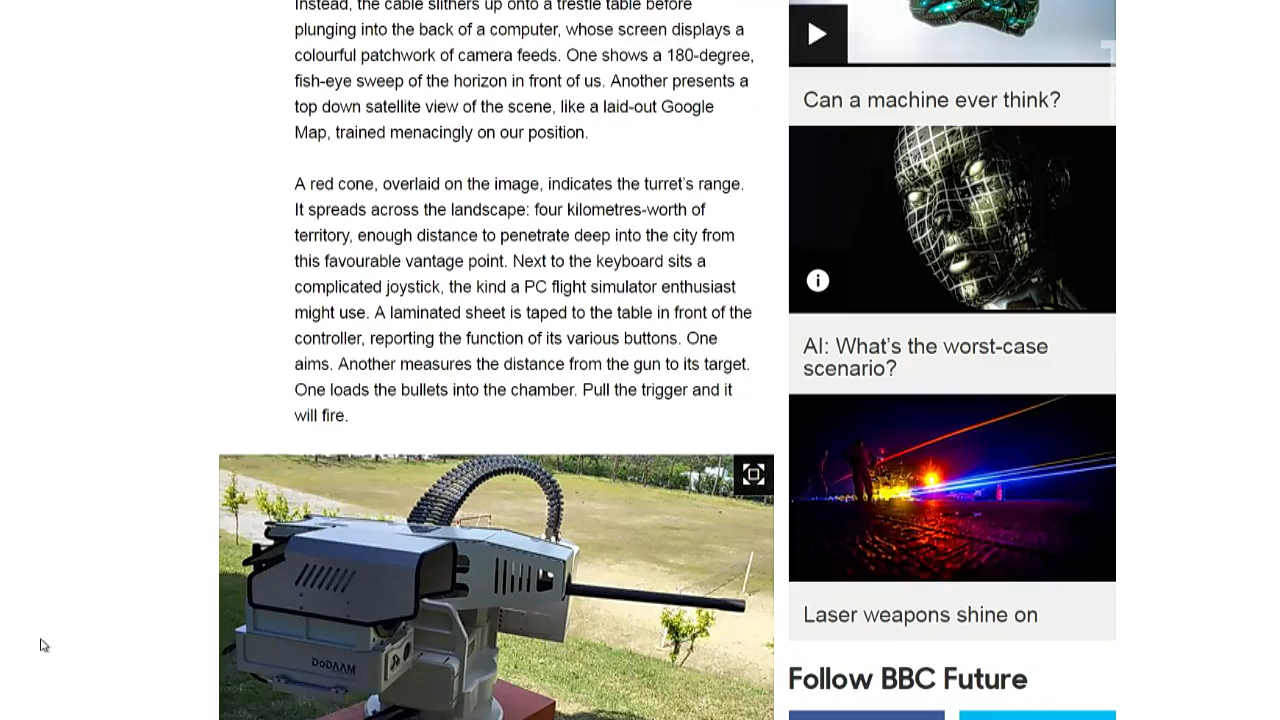 Instead, the cable slithers up onto a trestle table before
plunging into the back of a computer, whose screen displays a
colourful patchwork of camera feeds. One shows a 180-degree,
fish-eye sweep of the horizon in front of us. Another presents a
top down satellite view of the scene, like a laid-out Google
Map, trained menacingly on our position.
A red cone, overlaid on the image, indicates the turret's range.
It spreads across the landscape: four kilometres-worth of
territory, enough distance to penetrate deep into the city from
this favourable vantage point. Next to the keyboard sits a
complicated joystick, the kind a PC flight simulator enthusiast
might use. A laminated sheet is taped to the table in front of the
controller, reporting the function of its various buttons. One
aims. Another measures the distance from the gun to its target.
One loads the bullets into the chamber. Pull the trigger and it
will fire.
DODAAM
Can a machine ever think?
AI: What's the worst-case
scenario?
Laser weapons shine on
Follow BBC Future